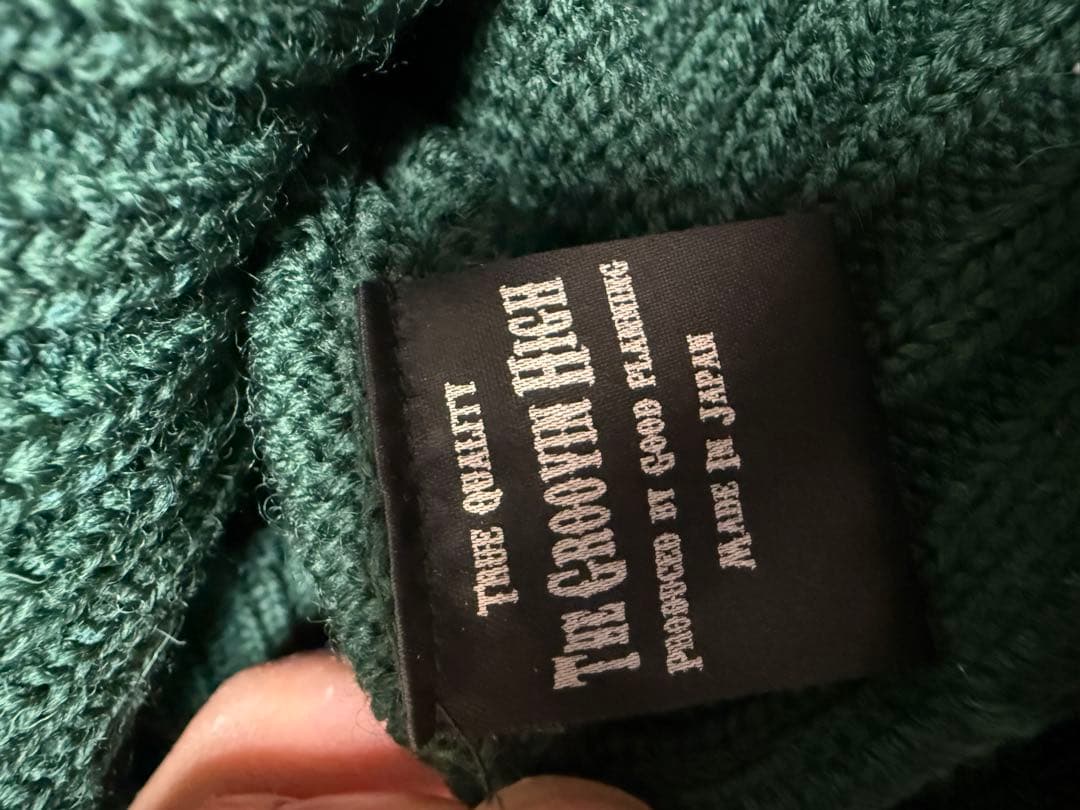 TRUE QUALITY
THE GROOVIN HIGH
PRODUCED BY GOOD PLANNING
MADE IN JAPAN